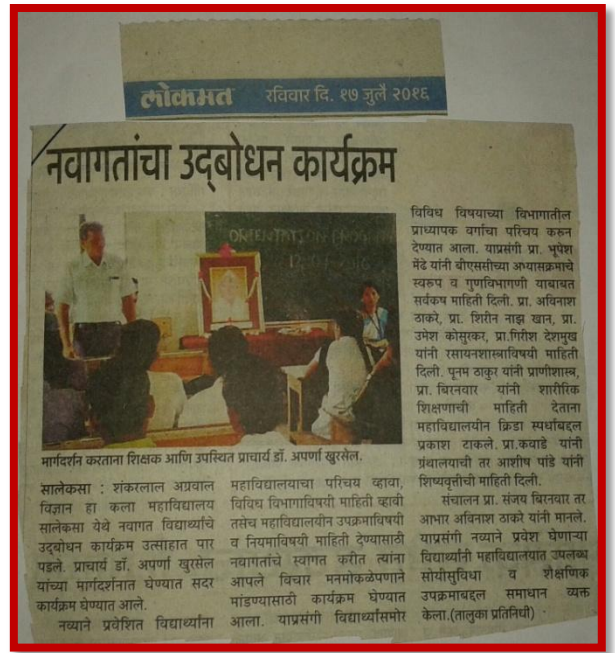 लोकमत रविवार दि. १७ जुलै २०१६
नवागतांचा उद्‌बोधन कार्यक्रम
ORIENTATION PROGR
मार्गदर्शन करताना शिक्षक आणि उपस्थित प्राचार्य डॉ. अपर्णा खुरसेल.
सालेकसा : शंकरलाल अग्रवाल
विज्ञान हा कला महाविद्यालय
सालेकसा येथे नवागत विद्यार्थ्यांचे
उद्‌बोधन कार्यक्रम उत्साहात पार
पडले. प्राचार्य डॉ. अपर्णा खुरसेल
यांच्या मार्गदर्शनात घेण्यात सदर
कार्यक्रम घेण्यात आले.
नव्याने प्रवेशित विद्यार्थ्यांना
महाविद्यालयाचा परिचय व्हावा,
विविध विभागाविषयी माहिती व्हावी
तसेच महाविद्यालयीन उपक्रमाविषयी
व नियमाविषयी माहिती देण्यासाठी
नवागतांचे स्वागत करीत त्यांना
आपले विचार मनमोकळेपणाने
मांडण्यासाठी कार्यक्रम घेण्यात
आला. याप्रसंगी विद्यार्थ्यांसमोर
विविध विषयाच्या विभागातील
प्राध्यापक वर्गाचा परिचय करुन
देण्यात आला. याप्रसंगी प्रा. भूपेश
मेंढे यांनी बीएससीच्या अभ्यासक्रमाचे
स्वरुप व गुणविभागणी याबाबत
सर्वकष माहिती दिली. प्रा. अविनाश
ठाकरे, प्रा. शिरीन नाझ खान, प्रा.
उमेश कोसुरकर, प्रा.गिरीश देशमुख
यांनी रसायनशास्त्राविषयी माहिती
दिली. पूनम ठाकुर यांनी प्राणीशास्त्र,
प्रा. बिरनवार यांनी शारीरिक
शिक्षणाची माहिती देताना
महाविद्यालयीन क्रिडा स्पर्धांबद्दल
प्रकाश टाकले. प्रा.कवाडे यांनी
ग्रंथालयाची तर आशीष पांडे यांनी
शिष्यवृत्तीची माहिती दिली.
संचालन प्रा. संजय बिरनवार तर
आभार अविनाश ठाकरे यांनी मानले.
याप्रसंगी नव्याने प्रवेश घेणाऱ्या
विद्यार्थ्यांनी महाविद्यालयात उपलब्ध
सोयीसुविधा व शैक्षणिक
उपक्रमाबद्दल समाधान व्यक्त
केला.(तालुका प्रतिनिधी)